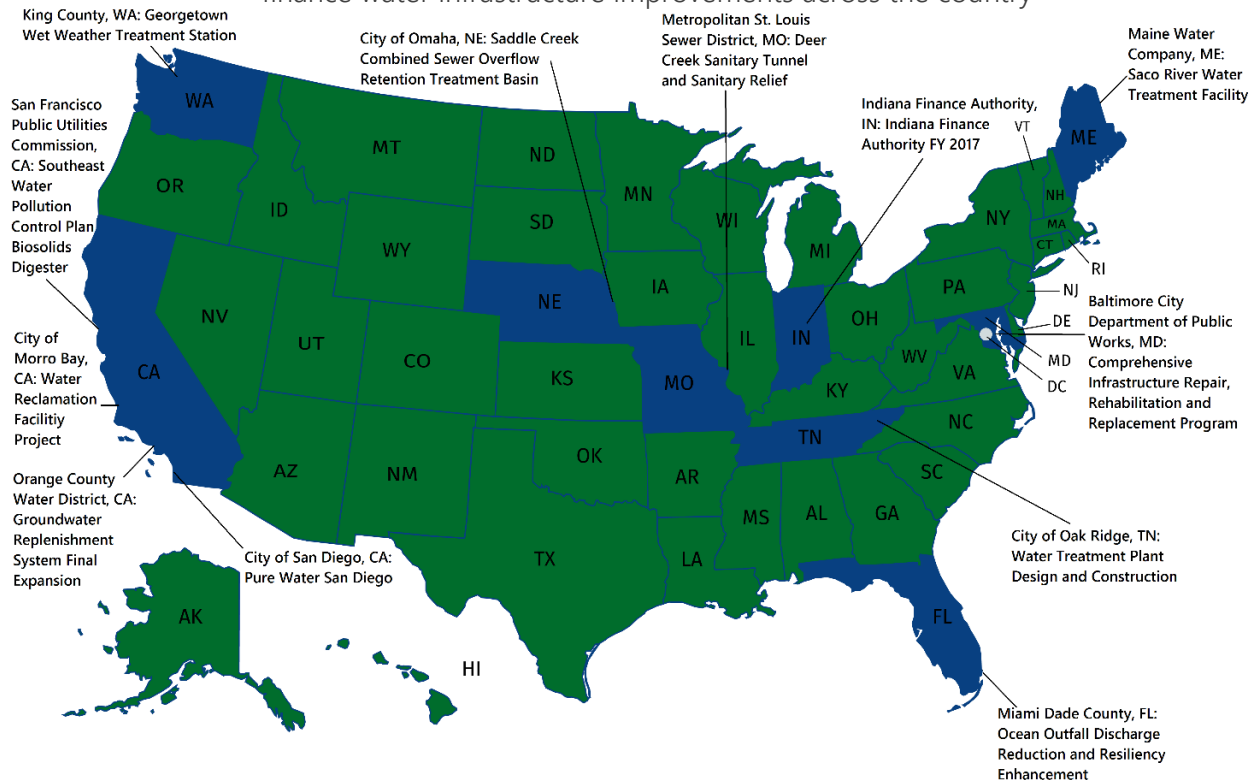 finance water infrastructure improvements across the country
King County, WA: Georgetown
Wet Weather Treatment Station
City of Omaha, NE: Saddle Creek
Combined Sewer Overflow
Retention Treatment Basin
Metropolitan St. Louis
Sewer District, MO: Deer
Creek Sanitary Tunnel
and Sanitary Relief
Indiana Finance Authority,
IN: Indiana Finance
Authority FY 2017
Maine Water
Company, ME:
Saco River Water
Treatment Facility
San Francisco
Public Utilities
Commission,
CA: Southeast
Water
Pollution
Control Plan
Biosolids
Digester
City of
Morro Bay,
CA: Water
Reclamation
Facilitiy
Project
Orange County
Water District, CA:
Groundwater
Replenishment
System Final
Expansion
City of San Diego, CA:
Pure Water San Diego
Baltimore City
Department of Public
Works, MD:
Comprehensive
Infrastructure Repair,
Rehabilitation and
Replacement Program
City of Oak Ridge, TN:
Water Treatment Plant
Design and Construction
Miami Dade County, FL:
Ocean Outfall Discharge
Reduction and Resiliency
Enhancement
WA
OR
CA
ID
NV
MT
WY
UT
AZ
CO
NM
ND
SD
NE
KS
OK
TX
MN
IA
MO
AR
LA
WI
IL
MS
MI
IN
KY
TN
AL
OH
WV
VA
NC
SC
GA
FL
PA
NY
VT
NH
ME
MA
CT
RI
NJ
DE
MD
DC
AK
HI